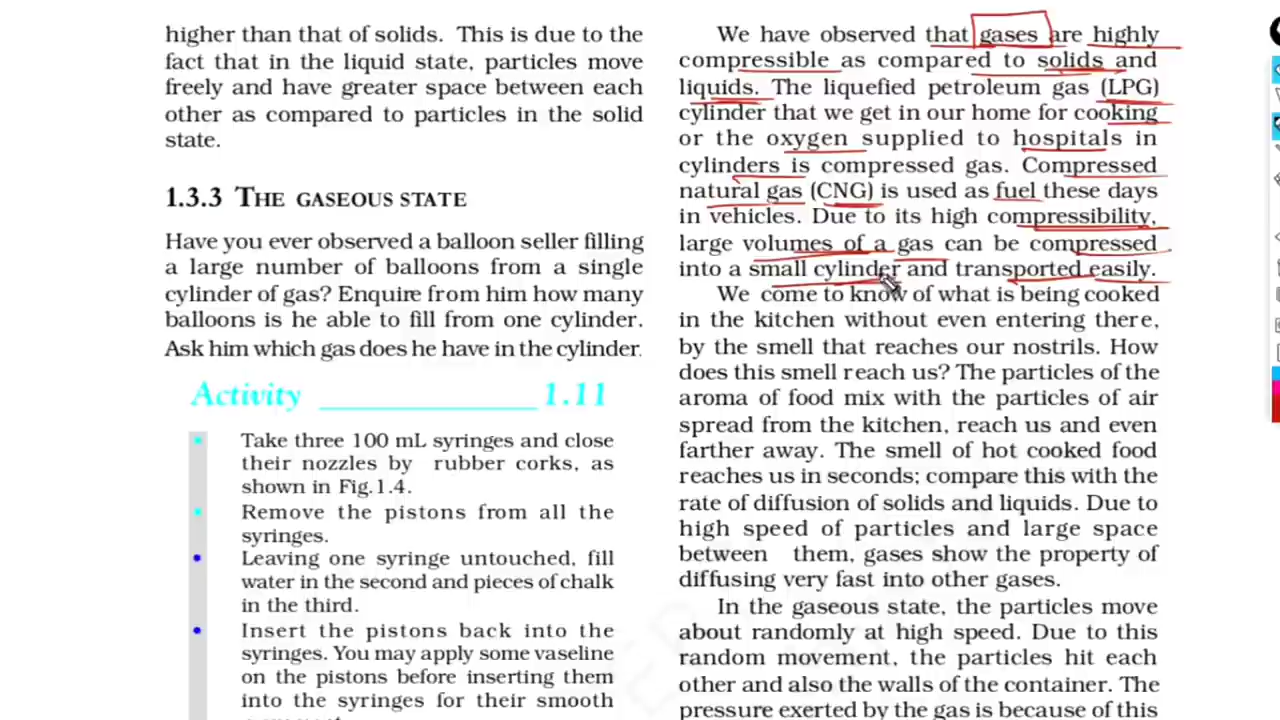 higher than that of solids. This is due to the
fact that in the liquid state, particles move
freely and have greater space between each
other as compared to particles in the solid
state.
1.3.3 THE GASEOUS STATE
Have you ever observed a balloon seller filling
a large number of balloons from a single
cylinder of gas? Enquire from him how many
balloons is he able to fill from one cylinder.
Ask him which gas does he have in the cylinder.
Activity ______________ 1.11
• Take three 100 mL syringes and close
their nozzles by rubber corks, as
shown in Fig.1.4.
• Remove the pistons from all the
syringes.
• Leaving one syringe untouched, fill
water in the second and pieces of chalk
in the third.
• Insert the pistons back into the
syringes. You may apply some vaseline
on the pistons before inserting them
into the syringes for their smooth
We have observed that gases are highly
compressible as compared to solids and
liquids. The liquefied petroleum gas (LPG)
cylinder that we get in our home for cooking
or the oxygen supplied to hospitals in
cylinders is compressed gas. Compressed
natural gas (CNG) is used as fuel these days
in vehicles. Due to its high compressibility,
large volumes of a gas can be compressed
into a small cylinder and transported easily.
We come to know of what is being cooked
in the kitchen without even entering there,
by the smell that reaches our nostrils. How
does this smell reach us? The particles of the
aroma of food mix with the particles of air
spread from the kitchen, reach us and even
farther away. The smell of hot cooked food
reaches us in seconds; compare this with the
rate of diffusion of solids and liquids. Due to
high speed of particles and large space
between them, gases show the property of
diffusing very fast into other gases.
In the gaseous state, the particles move
about randomly at high speed. Due to this
random movement, the particles hit each
other and also the walls of the container. The
pressure exerted by the gas is because of this